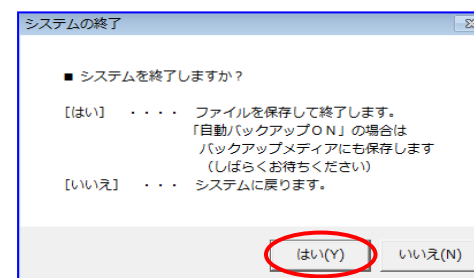 システムの終了
■ システムを終了しますか？
[はい] ・・・・ ファイルを保存して終了します。
「自動バックアップＯＮ」の場合は
バックアップメディアにも保存します
（しばらくお待ちください）
[いいえ] ・・・ システムに戻ります。
はい(Y) いいえ(N)